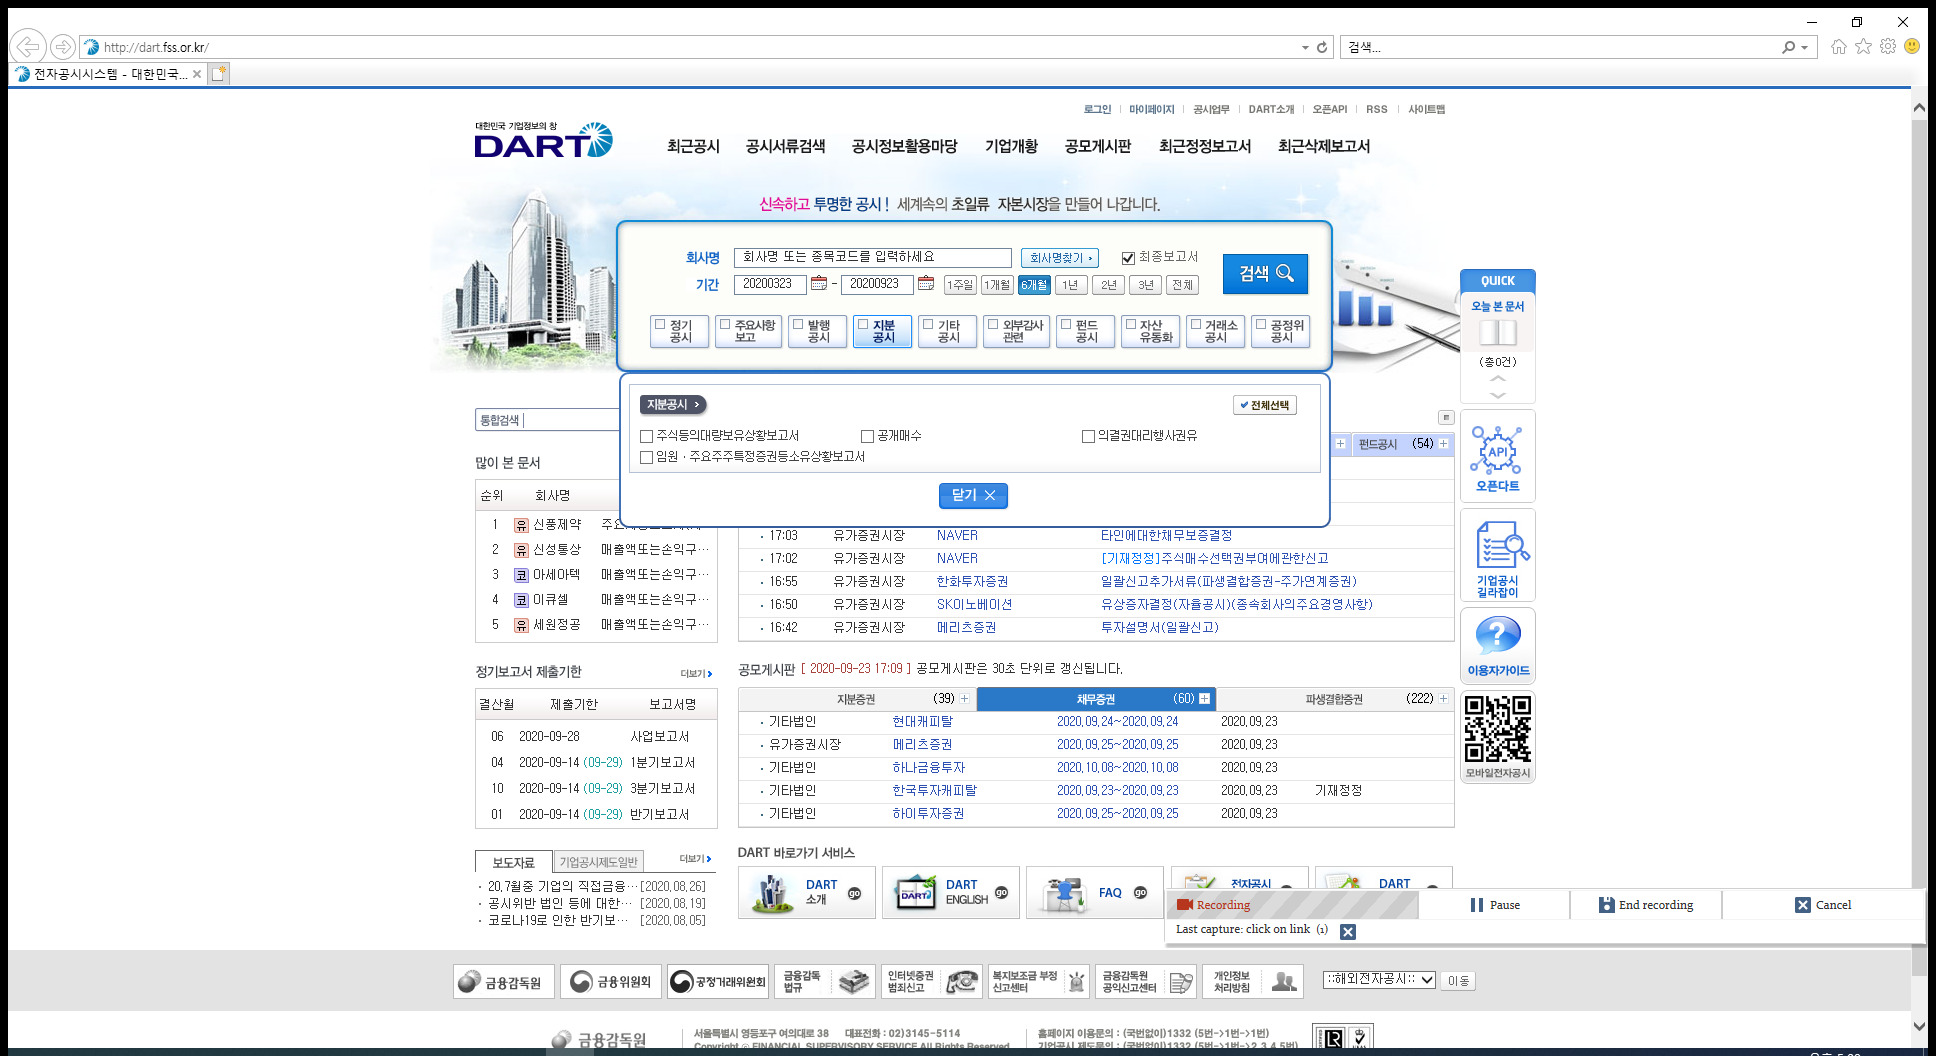 http://dart.fss.or.kr/
검색...
전자공시시스템 - 대한민국...
로그인 마이페이지 공시업무 DART소개 오픈API RSS 사이트맵
대한민국 기업정보의 창
DART
최근공시 공시서류검색 공시정보활용마당 기업개황 공모게시판 최근정정보고서 최근삭제보고서
신속하고 투명한 공시! 세계속의 초일류 자본시장을 만들어 나갑니다.
회사명 회사명 또는 종목코드를 입력하세요 회사명찾기 최종보고서
기간 20200323 - 20200923 1주일 1개월 6개월 1년 2년 3년 전체
검색
정기공시 주요사항보고 발행공시 지분공시 기타공시 외부감사관련 펀드공시 자산유동화 거래소공시 공정위공시
지분공시 전체선택
주식등의대량보유상황보고서 공개매수 의결권대리행사권유
임원ㆍ주요주주특정증권등소유상황보고서
닫기
QUICK
오늘 본 문서
(총0건)
API
오픈다트
기업공시
길라잡이
이용자가이드
모바일전자공시
통합검색
펀드공시 (54)
많이 본 문서
순위 회사명
1 유 신풍제약
2 유 신성통상 매출액또는손익구…
3 코 아세아텍 매출액또는손익구…
4 코 이큐셀 매출액또는손익구…
5 유 세원정공 매출액또는손익구…
17:03 유가증권시장 NAVER 타인에대한채무보증결정
17:02 유가증권시장 NAVER [기재정정]주식매수선택권부여에관한신고
16:55 유가증권시장 한화투자증권 일괄신고추가서류(파생결합증권-주가연계증권)
16:50 유가증권시장 SK이노베이션 유상증자결정(자율공시)(종속회사의주요경영사항)
16:42 유가증권시장 메리츠증권 투자설명서(일괄신고)
정기보고서 제출기한 더보기
결산월 제출기한 보고서명
06 2020-09-28 사업보고서
04 2020-09-14 (09-29) 1분기보고서
10 2020-09-14 (09-29) 3분기보고서
01 2020-09-14 (09-29) 반기보고서
공모게시판 [ 2020-09-23 17:09 ] 공모게시판은 30초 단위로 갱신됩니다.
지분증권 (39) 채무증권 (60) 파생결합증권 (222)
기타법인 현대캐피탈 2020.09.24~2020.09.24 2020.09.23
유가증권시장 메리츠증권 2020.09.25~2020.09.25 2020.09.23
기타법인 하나금융투자 2020.10.08~2020.10.08 2020.09.23
기타법인 한국투자캐피탈 2020.09.23~2020.09.23 2020.09.23 기재정정
기타법인 하이투자증권 2020.09.25~2020.09.25 2020.09.23
보도자료 기업공시제도일반 더보기
20.7월중 기업의 직접금융… [2020.08.26]
공시위반 법인 등에 대한… [2020.08.19]
코로나19로 인한 반기보… [2020.08.05]
DART 바로가기 서비스
DART 소개 go
DART ENGLISH go
FAQ go
전자공시
DART
Recording Pause End recording Cancel
Last capture: click on link (1)
금융감독원 금융위원회 공정거래위원회 금융감독법규 인터넷증권범죄신고 복지보조금 부정신고센터 금융감독원공익신고센터 개인정보처리방침 ::해외전자공시:: 이동
금융감독원
서울특별시 영등포구 여의대로 38 대표전화 : 02)3145-5114
홈페이지 이용문의 : (국번없이)1332 (5번->1번->1번)
Copyright ⓒ FINANCIAL SUPERVISORY SERVICE All Rights Reserved
기업공시 제도문의 : (국번없이)1332 (5번->1번->2,3,4,5번)